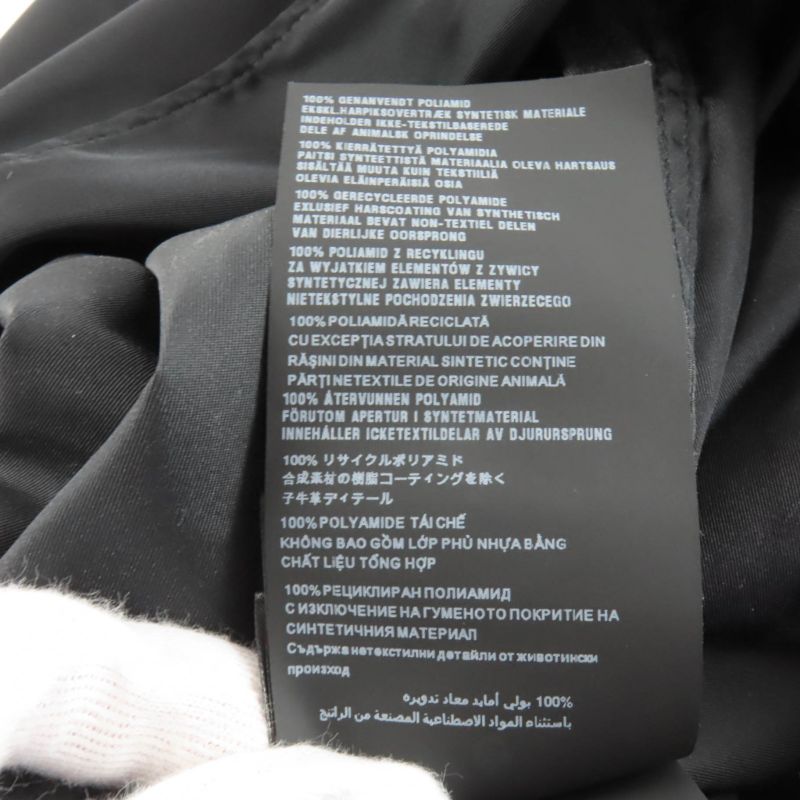 100% GENANVENDT POLIAMID
EKSKL.HARPIKSOVERTRÆK SYNTETISK MATERIALE
INDEHOLDER IKKE-TEKSTILBASEREDE
DELE AF ANIMALSK OPRINDELSE
100% KIERRÄTETTYÄ POLYAMIDIA
PAITSI SYNTEETTISTÄ MATERIAALIA OLEVA HARTSAUS
SISÄLTÄÄ MUUTA KUIN TEKSTIILIÄ
OLEVIA ELÄINPERÄISIÄ OSIA
100% GERECYCLEERDE POLYAMIDE
EXLUSIEF HARSCOATING VAN SYNTHETISCH
MATERIAAL BEVAT NON-TEXTIEL DELEN
VAN DIERLIJKE OORSPRONG
100% POLIAMID Z RECYKLINGU
ZA WYJATKIEM ELEMENTÓW Z ZYWICY
SYNTETYCZNEJ ZAWIERA ELEMENTY
NIETEKSTYLNE POCHODZENIA ZWIERZECEGO
100% POLIAMIDĂ RECICLATĂ
CU EXCEPȚIA STRATULUI DE ACOPERIRE DIN
RĂȘINI DIN MATERIAL SINTETIC CONȚINE
PĂRȚI NETEXTILE DE ORIGINE ANIMALĂ
100% ÅTERVUNNEN POLYAMID
FÖRUTOM APERTUR I SYNTETMATERIAL
INNEHÅLLER ICKETEXTILDELAR AV DJURURSPRUNG
100% リサイクルポリアミド
合成素材の樹脂コーティングを除く
子牛革ディテール
100% POLYAMIDE TÁI CHẾ
KHÔNG BAO GỒM LỚP PHỦ NHỰA BẰNG
CHẤT LIỆU TỔNG HỢP
100% РЕЦИКЛИРАН ПОЛИАМИД
С ИЗКЛЮЧЕНИЕ НА ГУМЕНОТО ПОКРИТИЕ НА
СИНТЕТИЧНИЯ МАТЕРИАЛ
Съдържа нетекстилни детайли от животински
произход
100% بولي أمايد معاد تدويره
باستثناء المواد الاصطناعية المصنعة من الراتنج